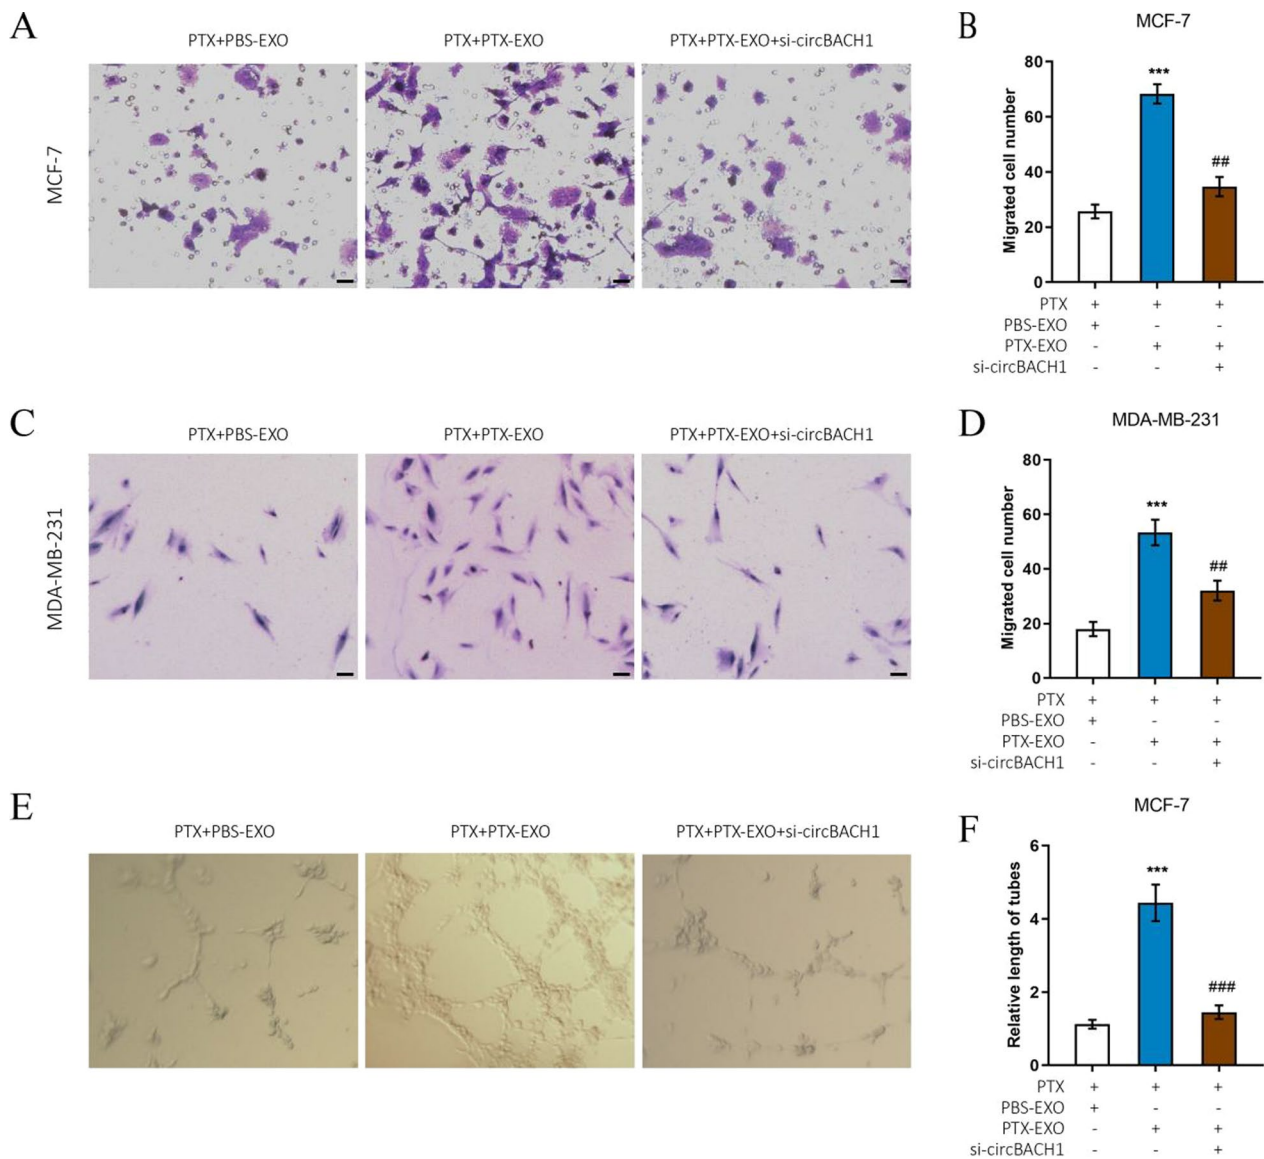 A
PTX+PBS-EXO
PTX+PTX-EXO
PTX+PTX-EXO+si-circBACH1
MCF-7
B
MCF-7
Migrated cell number
80
60
40
20
0
***
##
PTX + + +
PBS-EXO + - -
PTX-EXO - + +
si-circBACH1 - - +
C
PTX+PBS-EXO
PTX+PTX-EXO
PTX+PTX-EXO+si-circBACH1
MDA-MB-231
D
MDA-MB-231
Migrated cell number
80
60
40
20
0
***
##
PTX + + +
PBS-EXO + - -
PTX-EXO - + +
si-circBACH1 - - +
E
PTX+PBS-EXO
PTX+PTX-EXO
PTX+PTX-EXO+si-circBACH1
F
MCF-7
Relative length of tubes
6
4
2
0
***
###
PTX + + +
PBS-EXO + - -
PTX-EXO - + +
si-circBACH1 - - +